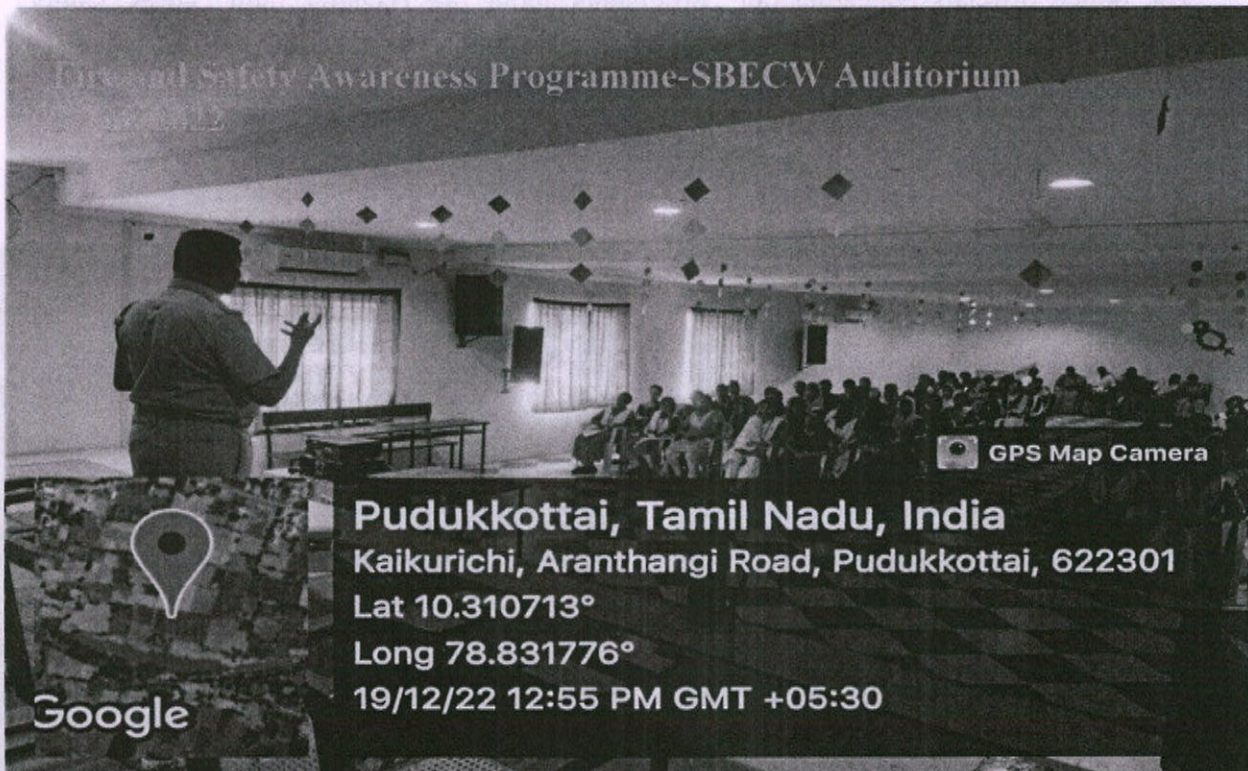 and Safety Awareness Programme-SBECW Auditorium
GPS Map Camera
Pudukkottai, Tamil Nadu, India
Kaikurichi, Aranthangi Road, Pudukkottai, 622301
Lat 10.310713°
Long 78.831776°
19/12/22 12:55 PM GMT +05:30
Google